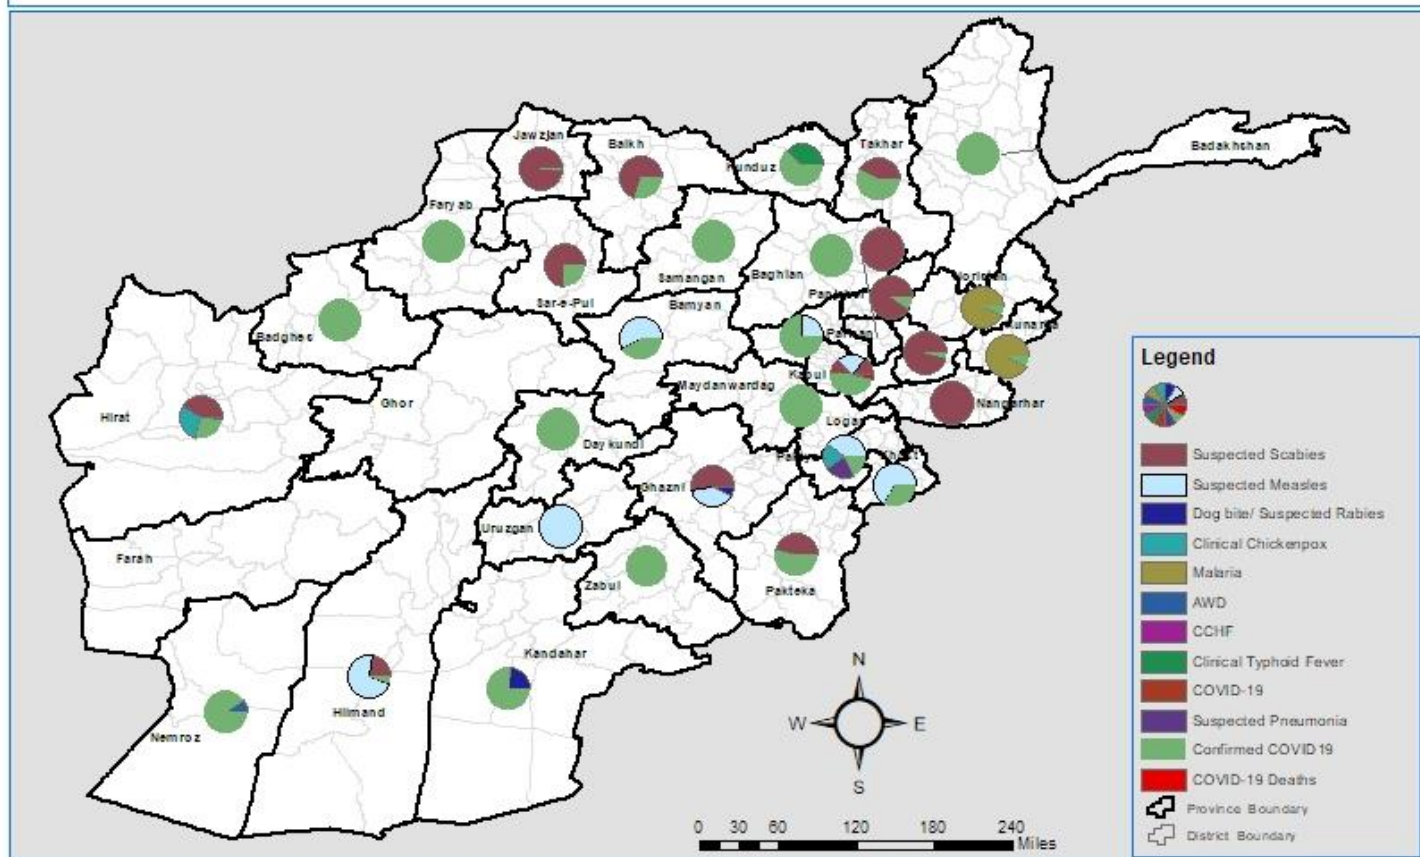 Jawzjan
Balkh
Kunduz
Takhar
Badakhshan
Faryab
Samangan
Baghlan
Sar-e-Pul
Bamyan
Badghes
Kabul
Maydanwardag
Nangarhar
Hirat
Ghor
Logar
Daykundi
Ghazni
Uruzgan
Farah
Zabul
Pakteka
Kandahar
Hilmand
Nemroz
N
W
E
S
0 30 60 120 180 240
Miles
Legend
Suspected Scabies
Suspected Measles
Dog bite/ Suspected Rabies
Clinical Chickenpox
Malaria
AWD
CCHF
Clinical Typhoid Fever
COVID-19
Suspected Pneumonia
Confirmed COVID19
COVID-19 Deaths
Province Boundary
District Boundary